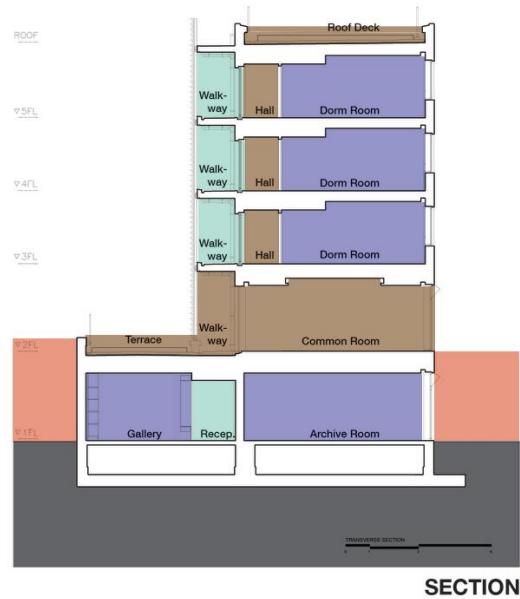 Roof Deck
ROOF
Walk-
way
Hall
Dorm Room
▽5FL
Walk-
way
Hall
Dorm Room
▽4FL
Walk-
way
Hall
Dorm Room
▽3FL
Terrace
Walk-
way
Common Room
▽2FL
Gallery
Recep.
Archive Room
▽1FL
TRANSVERSE SECTION
SECTION